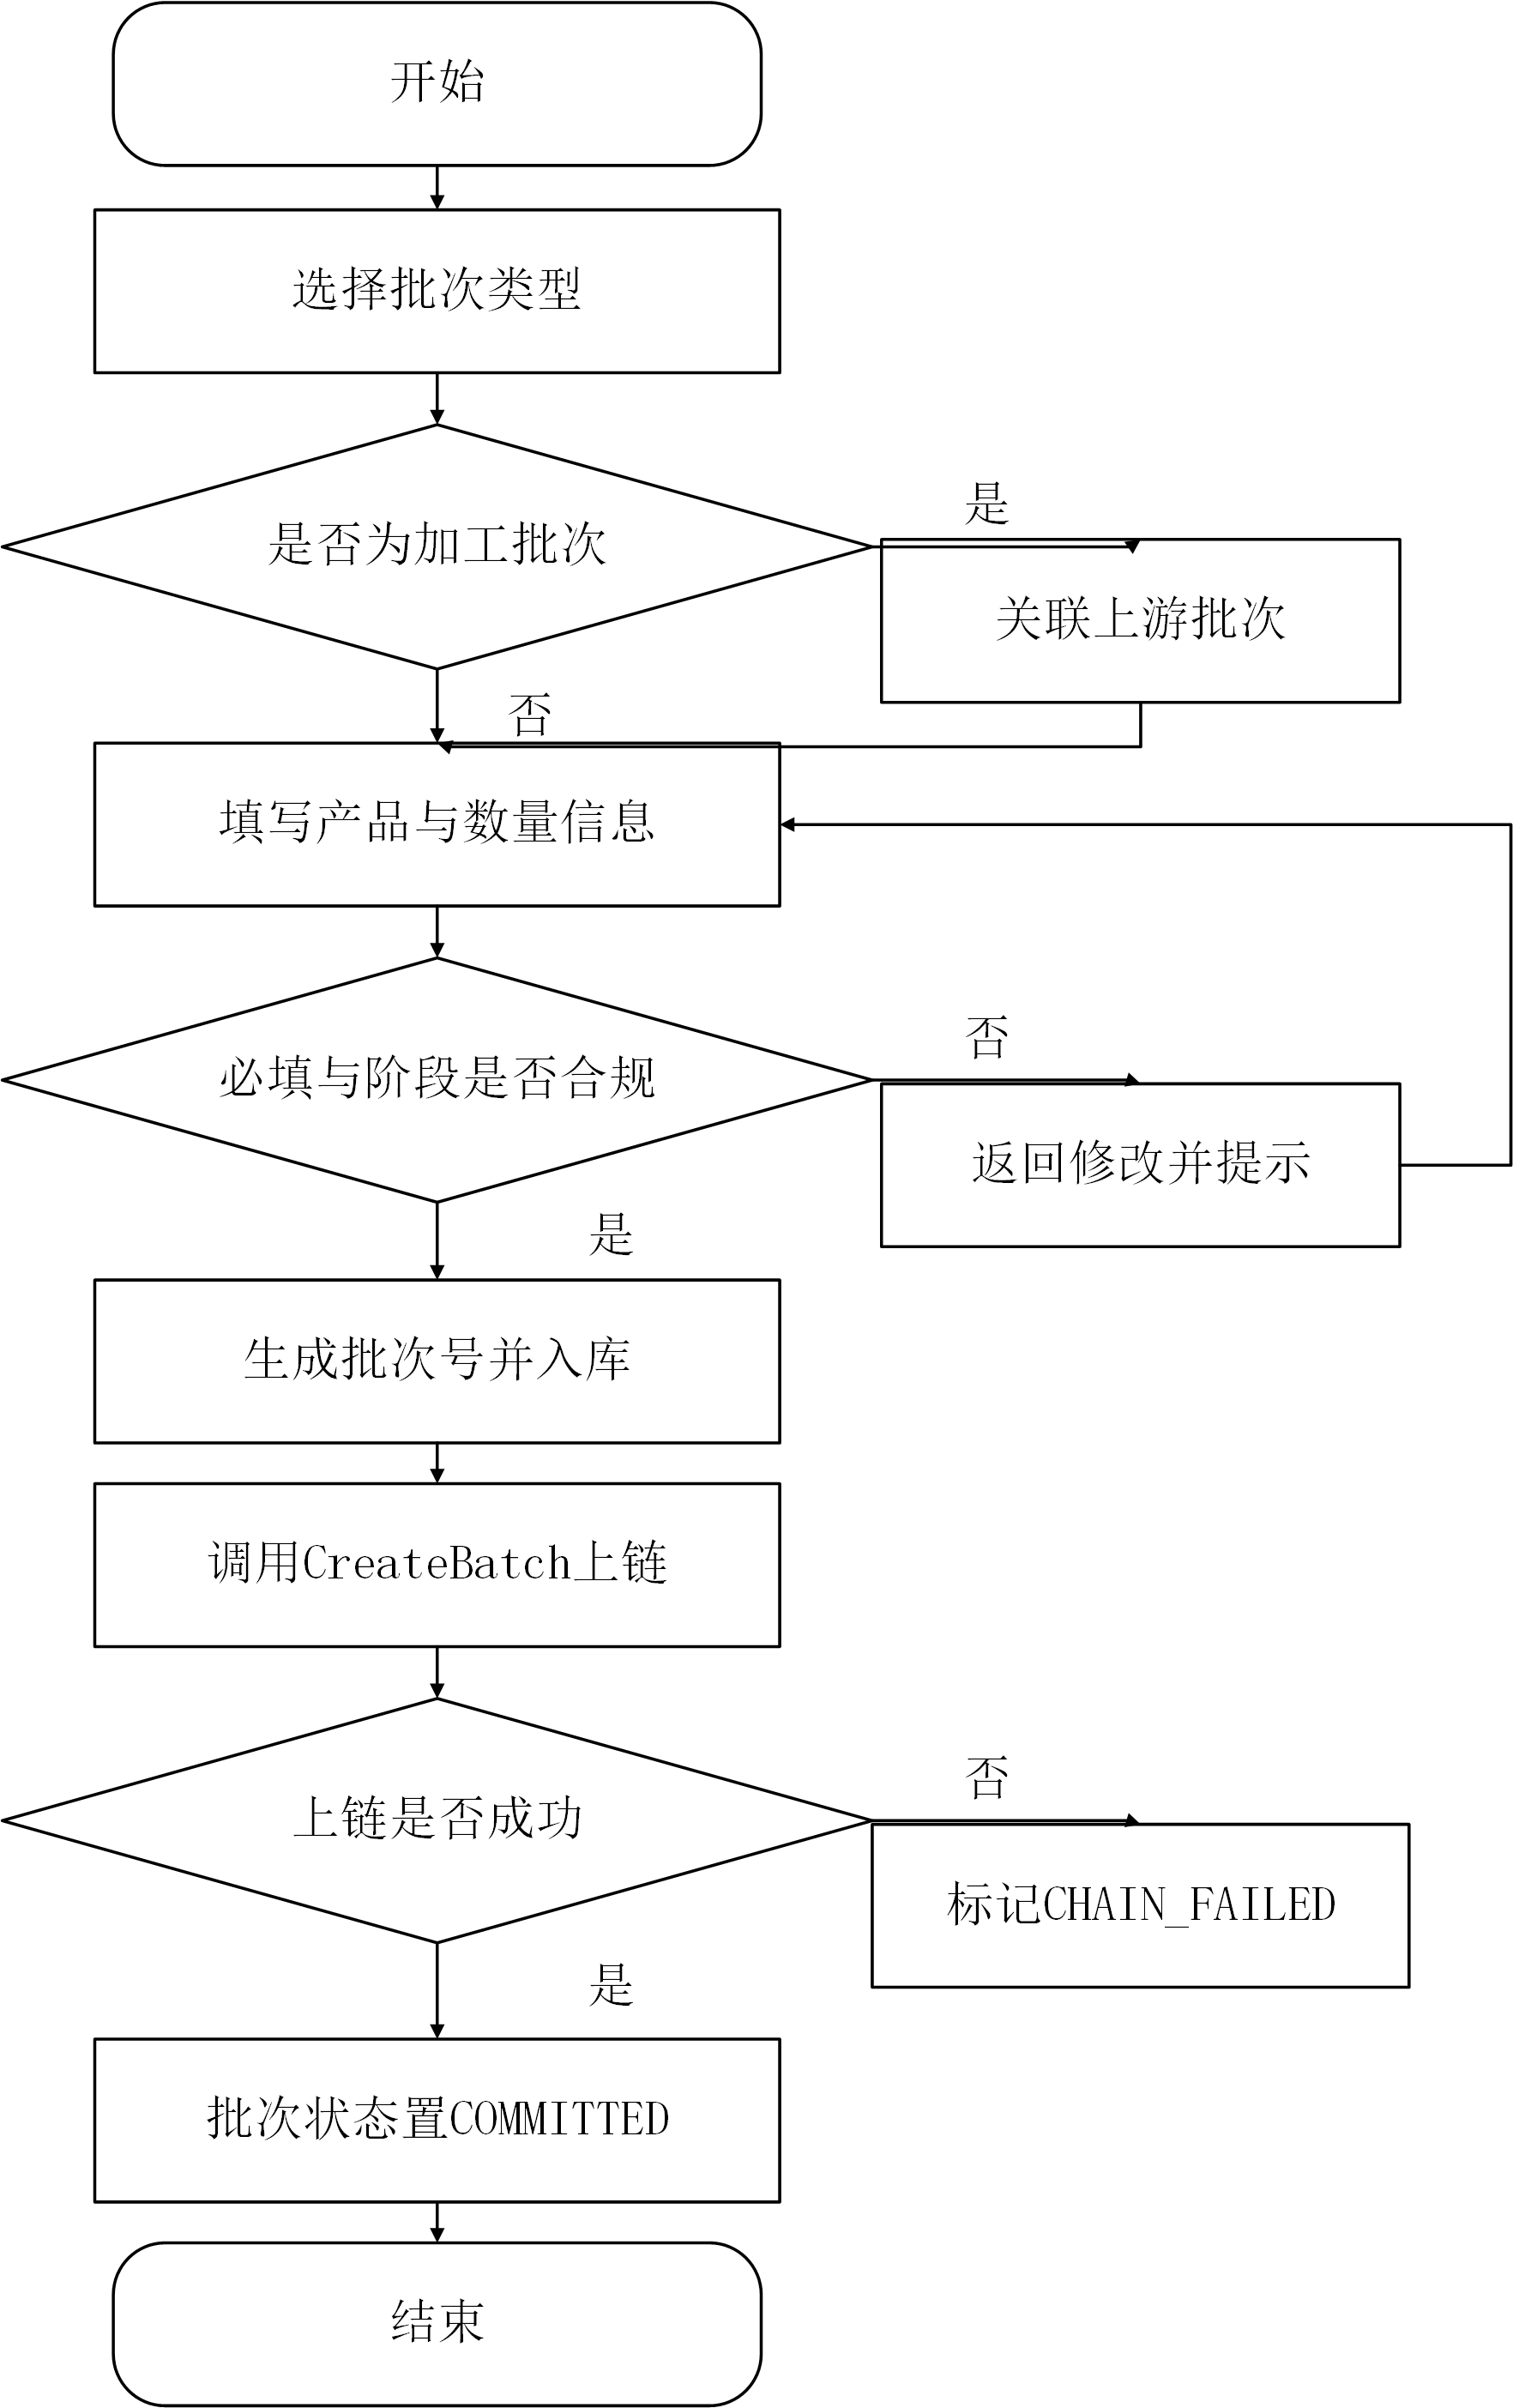 开始
选择批次类型
是否为加工批次
是
关联上游批次
否
填写产品与数量信息
必填与阶段是否合规
否
返回修改并提示
是
生成批次号并入库
调用CreateBatch上链
上链是否成功
否
标记CHAIN_FAILED
是
批次状态置COMMITTED
结束